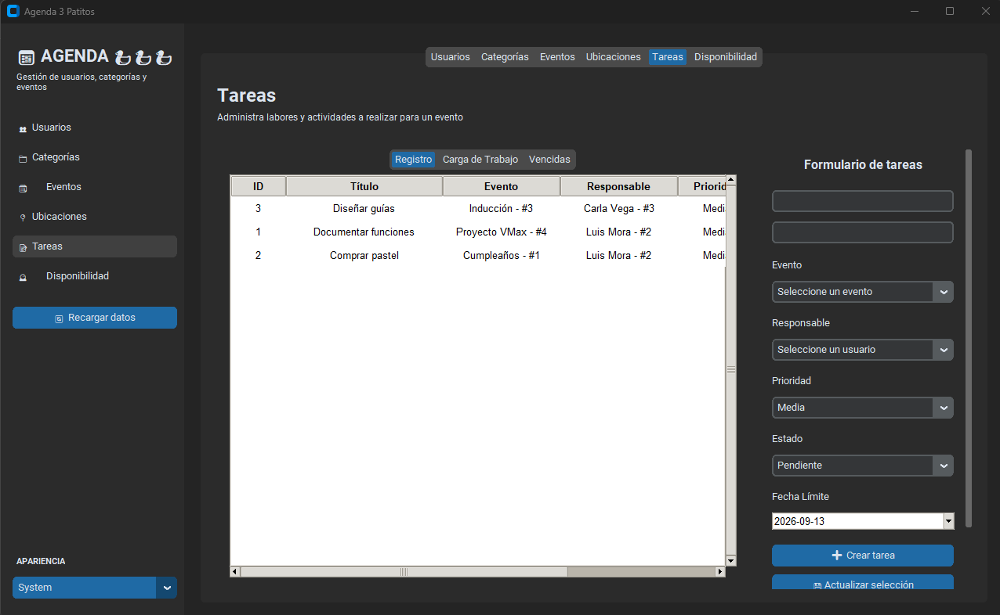 Agenda 3 Patitos
AGENDA
Gestión de usuarios, categorías y
eventos
Usuarios
Categorías
Eventos
Ubicaciones
Tareas
Disponibilidad
Recargar datos
APARIENCIA
System
Usuarios Categorías Eventos Ubicaciones Tareas Disponibilidad
Tareas
Administra labores y actividades a realizar para un evento
Registro Carga de Trabajo Vencidas
ID Título Evento Responsable Priorid
3 Diseñar guías Inducción - #3 Carla Vega - #3 Medi
1 Documentar funciones Proyecto VMax - #4 Luis Mora - #2 Medi
2 Comprar pastel Cumpleaños - #1 Luis Mora - #2 Medi
Formulario de tareas
Evento
Seleccione un evento
Responsable
Seleccione un usuario
Prioridad
Media
Estado
Pendiente
Fecha Límite
2026-09-13
Crear tarea
Actualizar selección